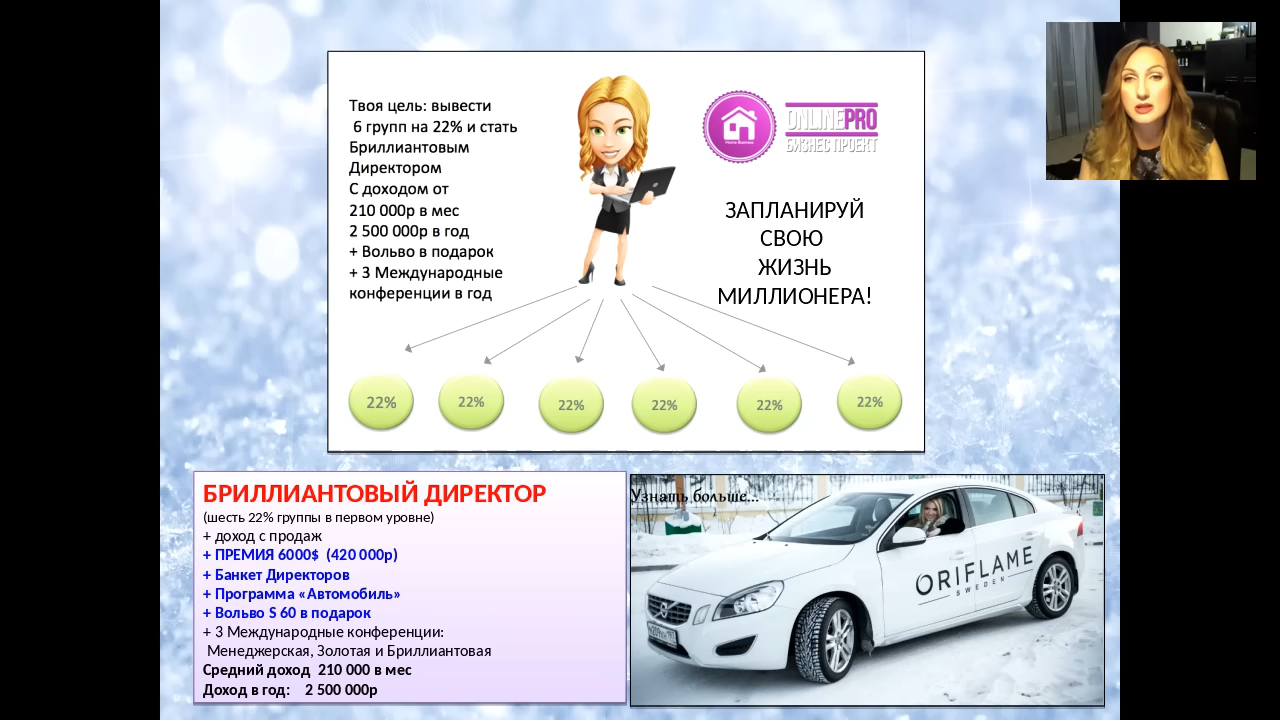 Твоя цель: вывести
6 групп на 22% и стать
Бриллиантовым
Директором
С доходом от
210 000р в мес
2 500 000р в год
+ Вольво в подарок
+ 3 Международные
конференции в год
Home Business
ONLINEPRO
БИЗНЕС ПРОЕКТ
ЗАПЛАНИРУЙ
СВОЮ
ЖИЗНЬ
МИЛЛИОНЕРА!
22%
22%
22%
22%
22%
22%
БРИЛЛИАНТОВЫЙ ДИРЕКТОР
(шесть 22% группы в первом уровне)
+ доход с продаж
+ ПРЕМИЯ 6000$ (420 000р)
+ Банкет Директоров
+ Программа «Автомобиль»
+ Вольво S 60 в подарок
+ 3 Международные конференции:
Менеджерская, Золотая и Бриллиантовая
Средний доход 210 000 в мес
Доход в год: 2 500 000р
Узнать больше...
ORIFLAME
SWEDEN